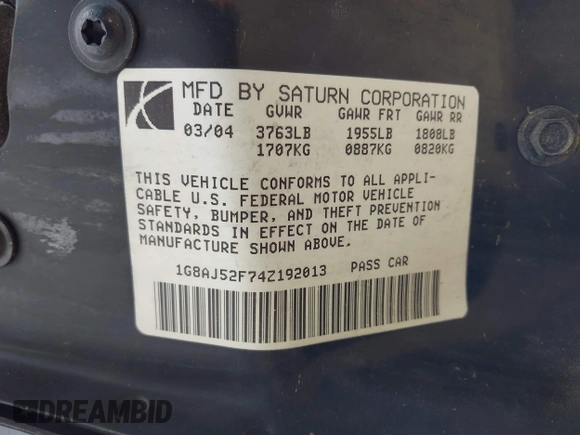 MFD BY SATURN CORPORATION
DATE GVWR GAWR FRT GAWR RR
03/04 3763LB 1955LB 1808LB
1707KG 0887KG 0820KG
THIS VEHICLE CONFORMS TO ALL APPLI-
CABLE U.S. FEDERAL MOTOR VEHICLE
SAFETY, BUMPER, AND THEFT PREVENTION
STANDARDS IN EFFECT ON THE DATE OF
MANUFACTURE SHOWN ABOVE.
1G8AJ52F74Z192013 PASS CAR
DREAMBID